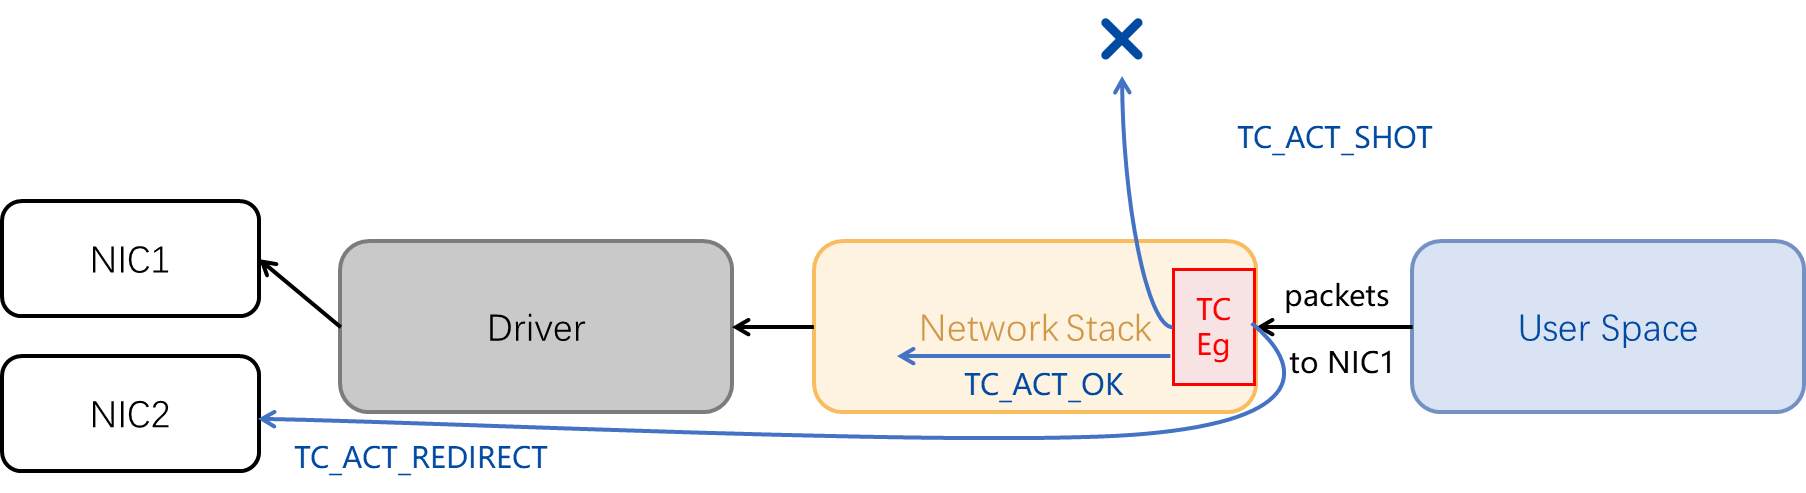 TC_ACT_SHOT
NIC1
Driver
Network Stack
TC
Eg
packets
to NIC1
User Space
TC_ACT_OK
NIC2
TC_ACT_REDIRECT